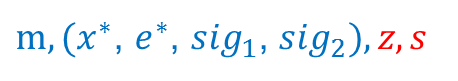 m, (x*, e*, sig₁, sig₂), z, s